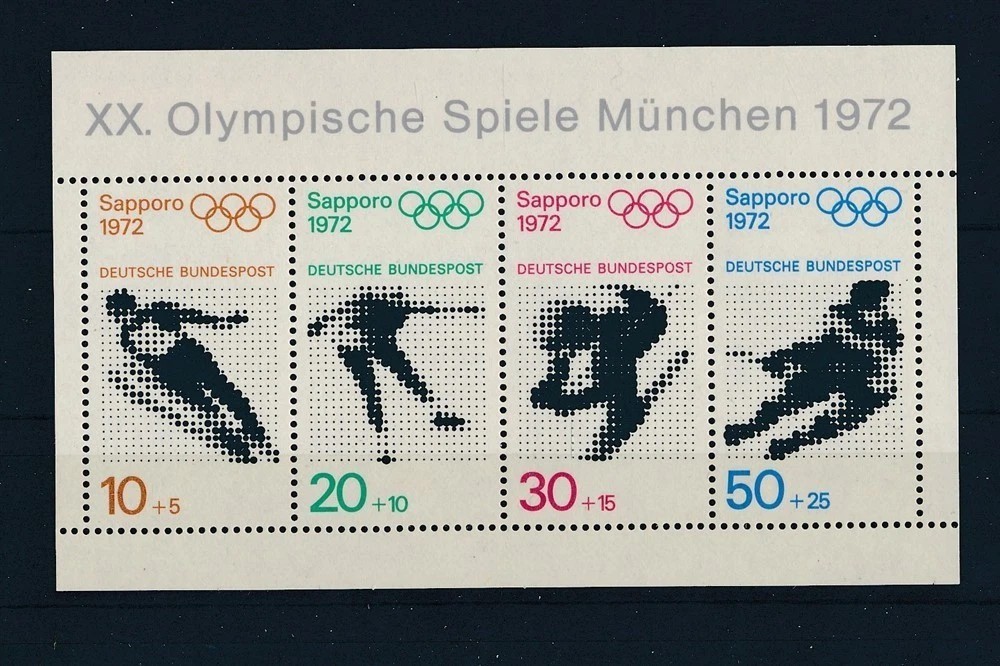 XX. Olympische Spiele München 1972
Sapporo
1972
DEUTSCHE BUNDESPOST
10 +5
Sapporo
1972
DEUTSCHE BUNDESPOST
20 +10
Sapporo
1972
DEUTSCHE BUNDESPOST
30 +15
Sapporo
1972
DEUTSCHE BUNDESPOST
50 +25